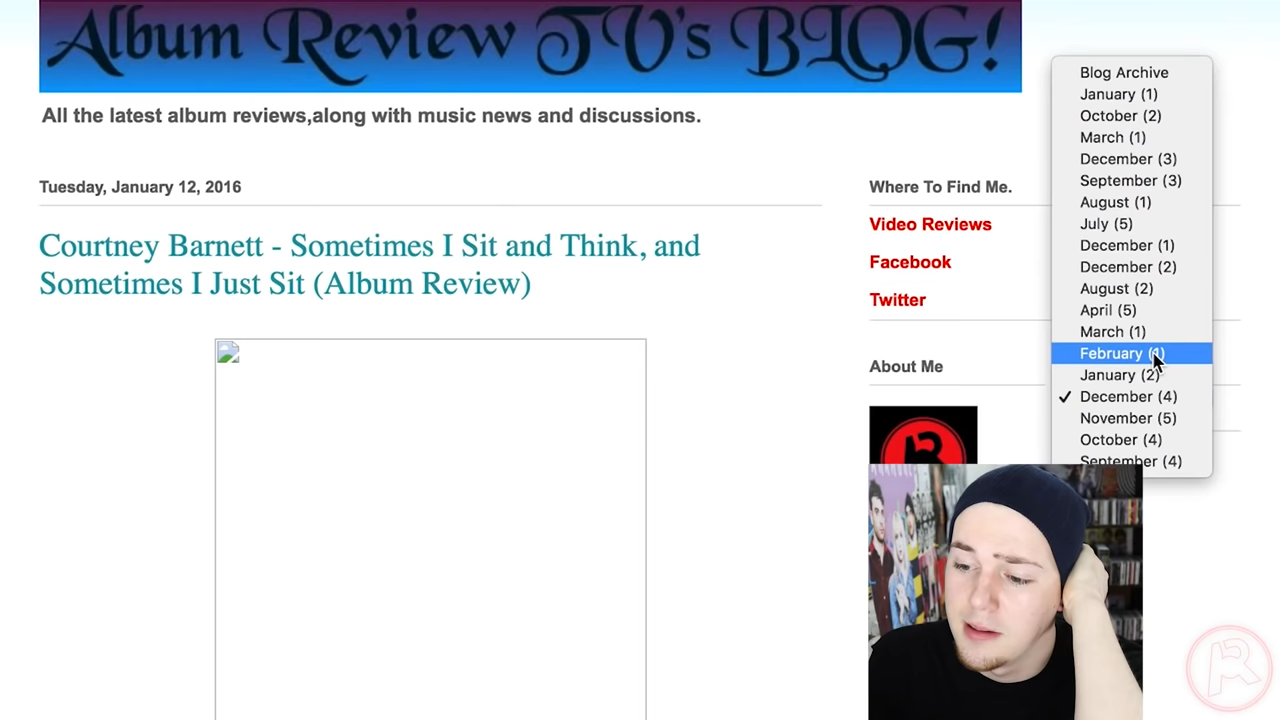 Album Review TV's BLOG!
All the latest album reviews,along with music news and discussions.
Tuesday, January 12, 2016
Courtney Barnett - Sometimes I Sit and Think, and
Sometimes I Just Sit (Album Review)
Where To Find Me.
Video Reviews
Facebook
Twitter
About Me
Blog Archive
January (1)
October (2)
March (1)
December (3)
September (3)
August (1)
July (5)
December (1)
December (2)
August (2)
April (5)
March (1)
February (1)
January (2)
December (4)
November (5)
October (4)
September (4)